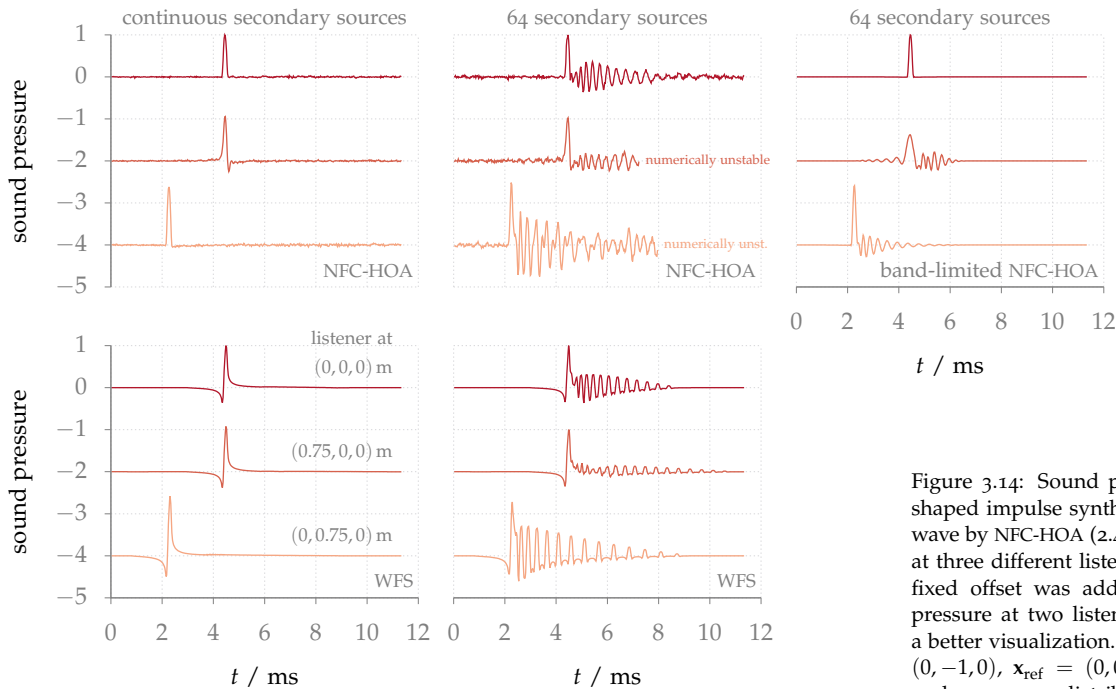 continuous secondary sources
64 secondary sources
64 secondary sources
sound pressure
1
0
−1
−2
−3
−4
−5
numerically unstable
numerically unst.
NFC-HOA
NFC-HOA
band-limited NFC-HOA
0 2 4 6 8 10 12
t / ms
sound pressure
1
0
−1
−2
−3
−4
−5
listener at
(0, 0, 0) m
(0.75, 0, 0) m
(0, 0.75, 0) m
WFS
WFS
0 2 4 6 8 10 12
0 2 4 6 8 10 12
t / ms
t / ms
Figure 3.14: Sound p
shaped impulse synth
wave by NFC-HOA (2.4
at three different listen
fixed offset was add
pressure at two listen
a better visualization.
(0, −1, 0), x_ref = (0, 0